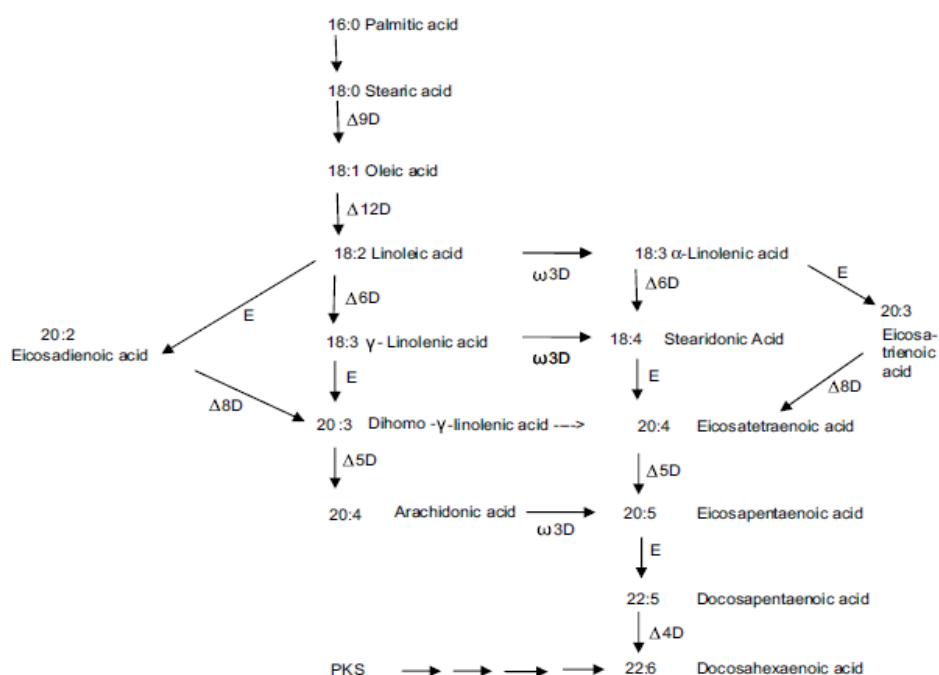 16:0 Palmitic acid
18:0 Stearic acid
Δ9D
18:1 Oleic acid
Δ12D
18:2 Linoleic acid
ω3D
18:3 α-Linolenic acid
E
Δ6D
Δ6D
E
20:2
Eicosadienoic acid
18:3 γ- Linolenic acid
ω3D
18:4 Stearidonic Acid
20:3
Eicosa-
trienoic
acid
Δ8D
E
E
Δ8D
20:3 Dihomo -γ-linolenic acid ---->
20:4 Eicosatetraenoic acid
Δ5D
Δ5D
20:4 Arachidonic acid
ω3D
20:5 Eicosapentaenoic acid
E
22:5 Docosapentaenoic acid
Δ4D
PKS
22:6 Docosahexaenoic acid